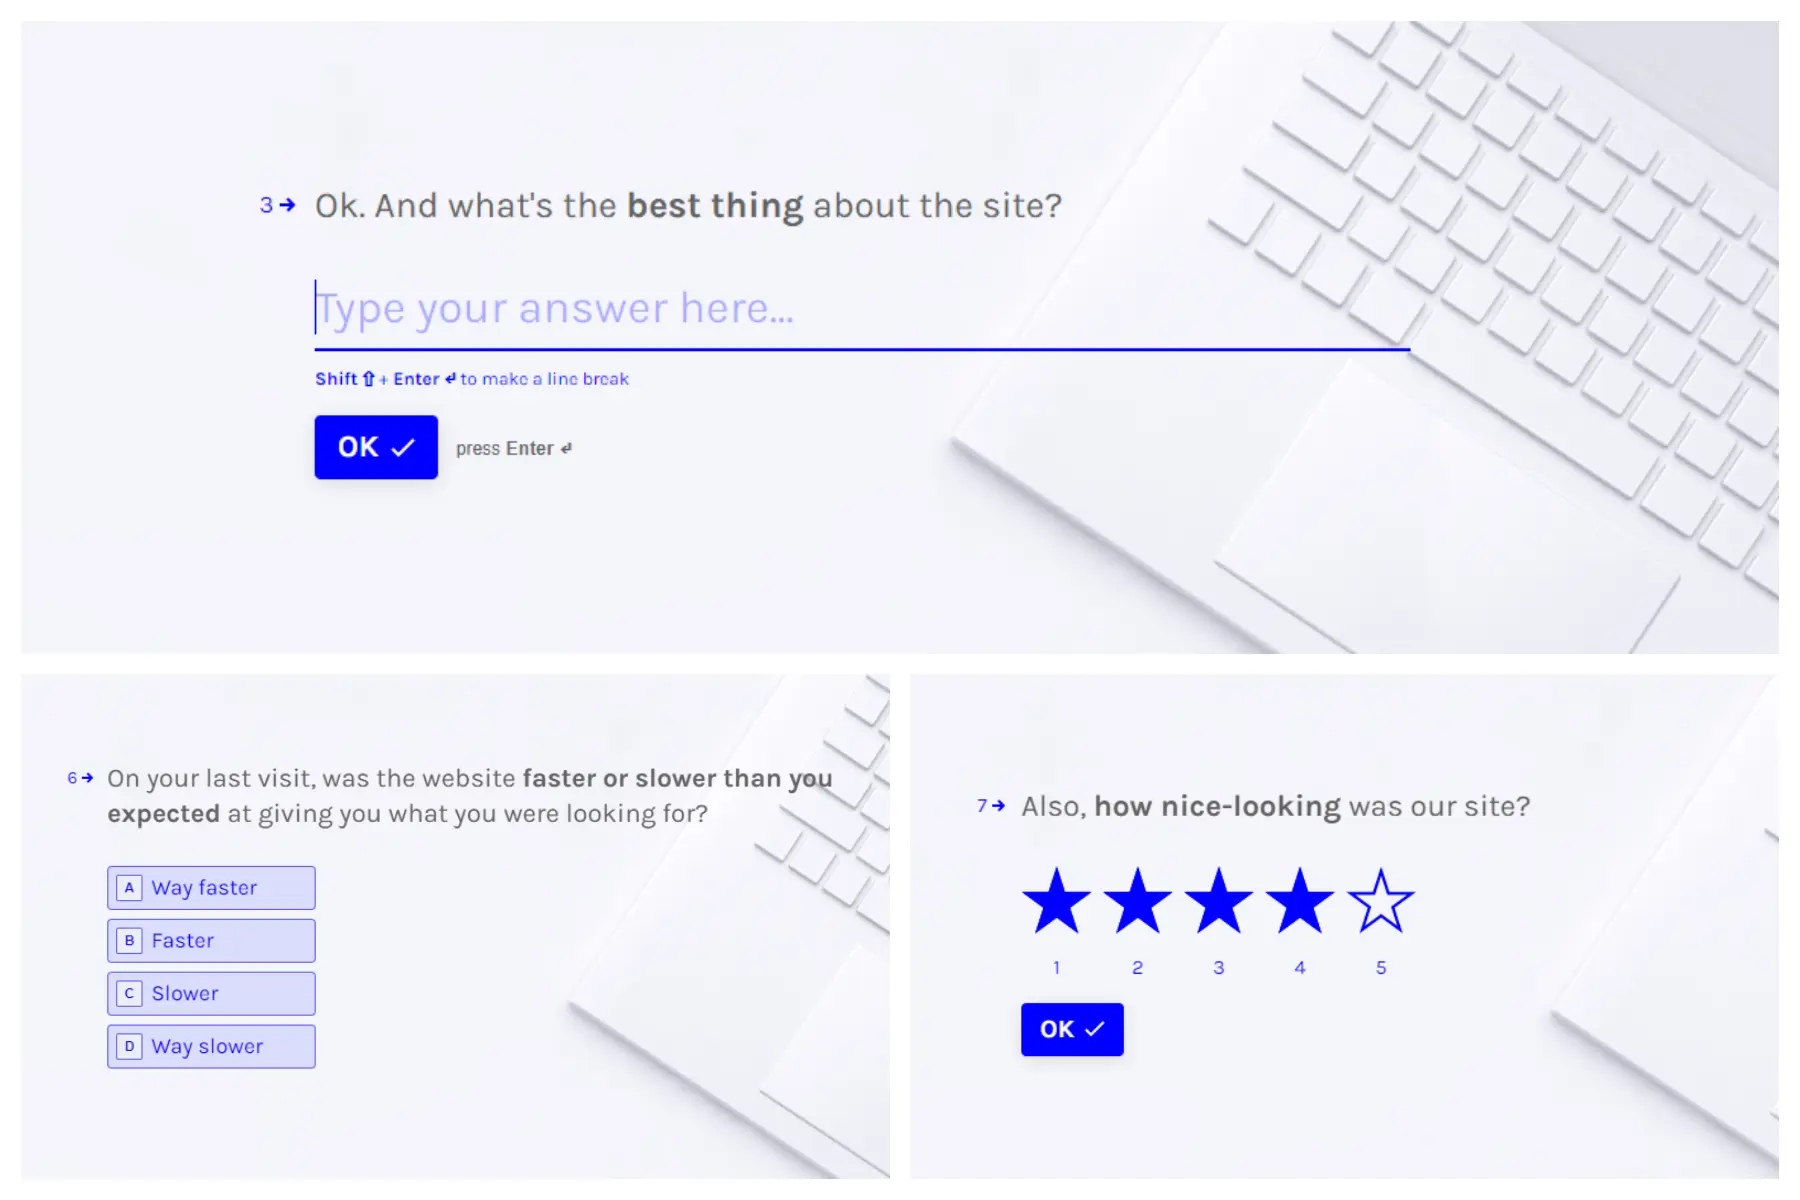 3 → Ok. And what's the best thing about the site?
Type your answer here...
Shift ⇧ + Enter ↵ to make a line break
OK ✓ press Enter ↵
6 → On your last visit, was the website faster or slower than you
expected at giving you what you were looking for?
A Way faster
B Faster
C Slower
D Way slower
7 → Also, how nice-looking was our site?
1 2 3 4 5
OK ✓